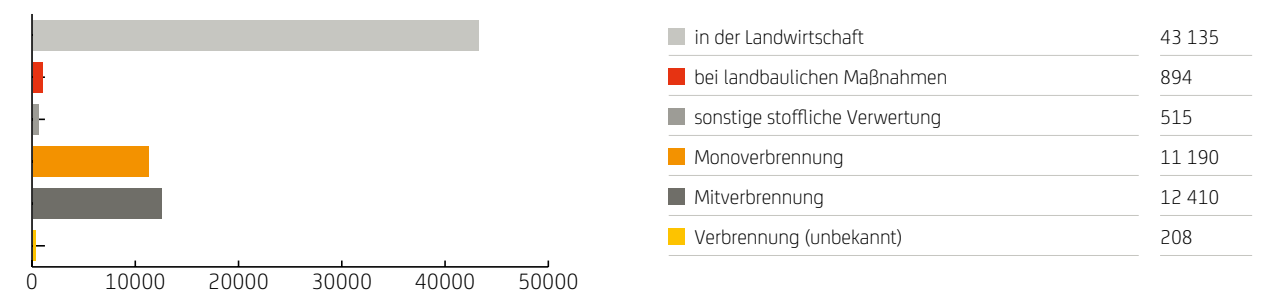 0 10000 20000 30000 40000 50000
in der Landwirtschaft 43 135
bei landbaulichen Maßnahmen 894
sonstige stoffliche Verwertung 515
Monoverbrennung 11 190
Mitverbrennung 12 410
Verbrennung (unbekannt) 208